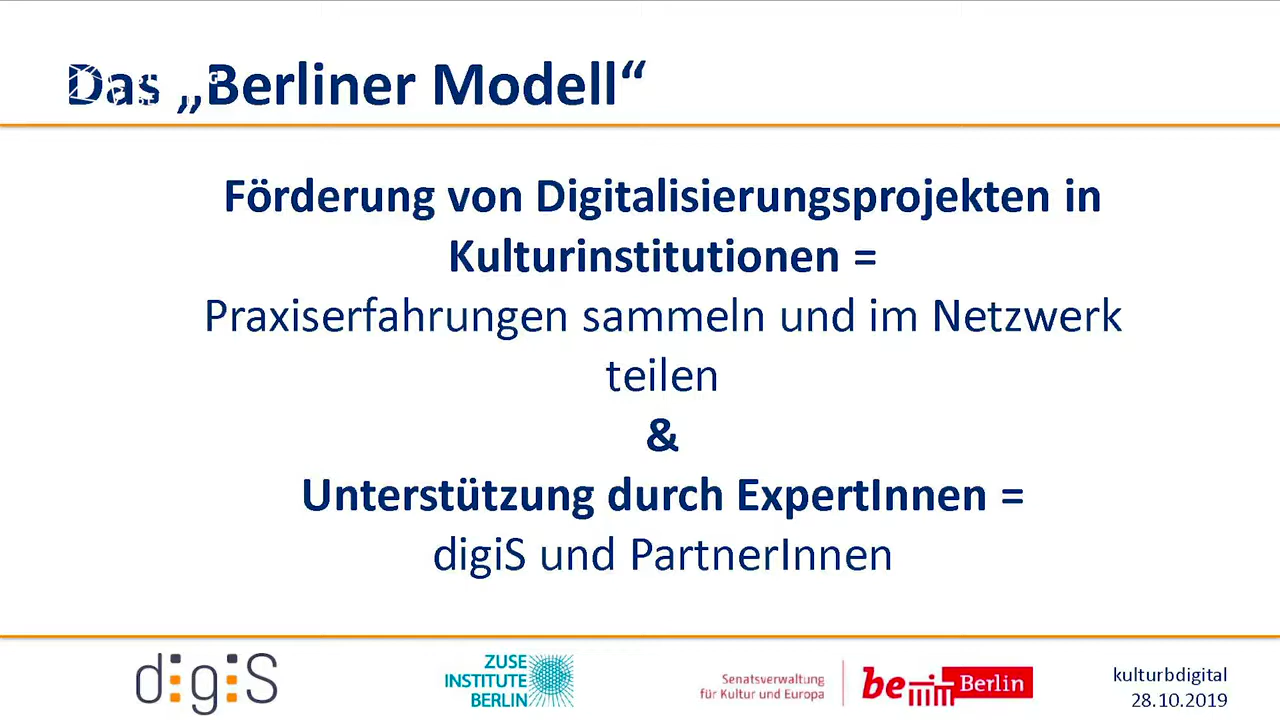 Das „Berliner Modell“
Förderung von Digitalisierungsprojekten in
Kulturinstitutionen =
Praxiserfahrungen sammeln und im Netzwerk
teilen
&
Unterstützung durch ExpertInnen =
digiS und PartnerInnen
digiS
ZUSE
INSTITUTE
BERLIN
Senatsverwaltung
für Kultur und Europa
be Berlin
kulturbdigital
28.10.2019